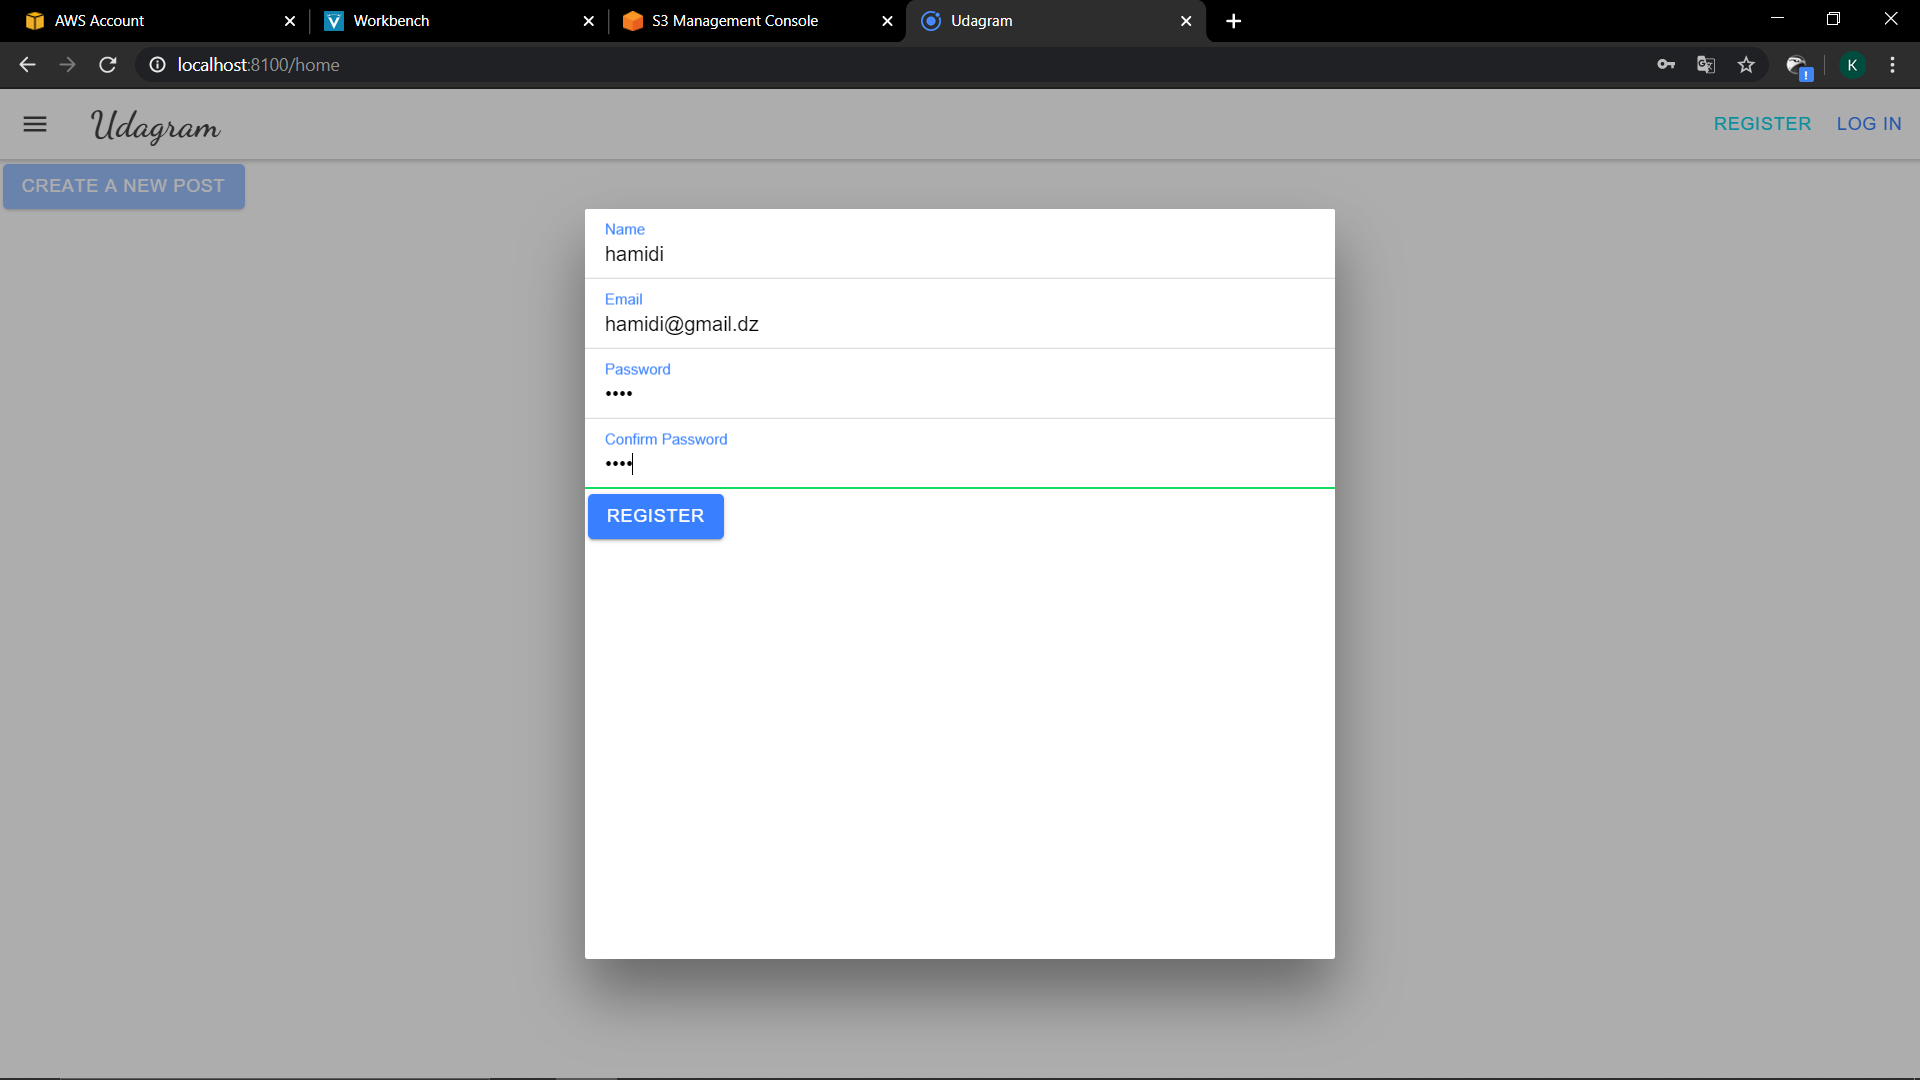 AWS Account
Workbench
S3 Management Console
Udagram
localhost:8100/home
K
Udagram
REGISTER
LOG IN
CREATE A NEW POST
Name
hamidi
Email
hamidi@gmail.dz
Password
••••
Confirm Password
••••
REGISTER